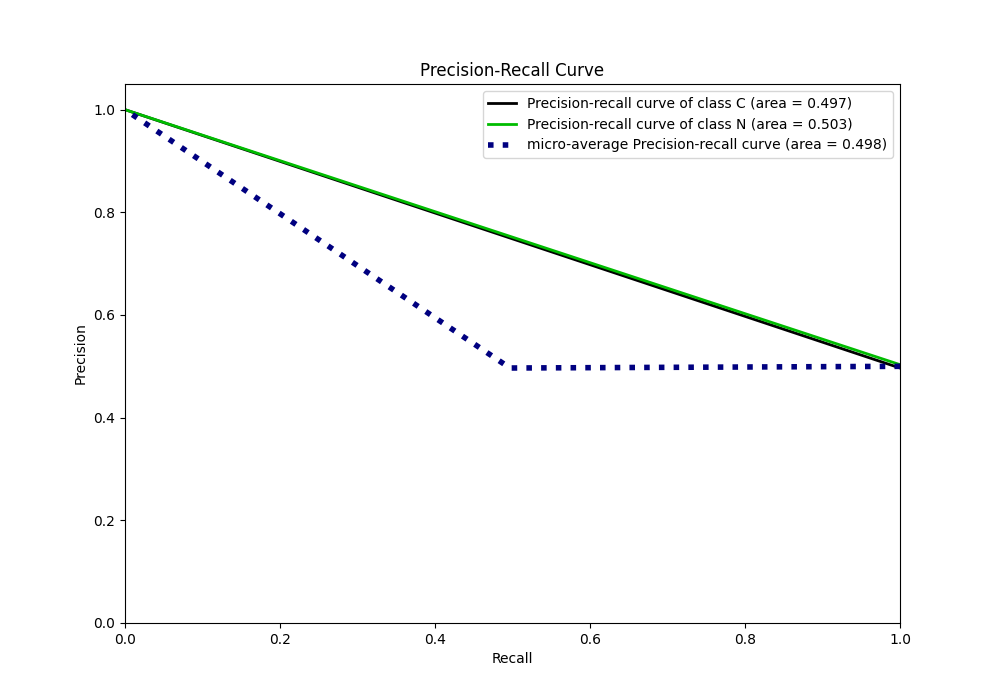 Precision-Recall Curve
Precision-recall curve of class C (area = 0.497)
Precision-recall curve of class N (area = 0.503)
micro-average Precision-recall curve (area = 0.498)
1.0
0.8
0.6
0.4
0.2
0.0
Precision
0.0 0.2 0.4 0.6 0.8 1.0
Recall